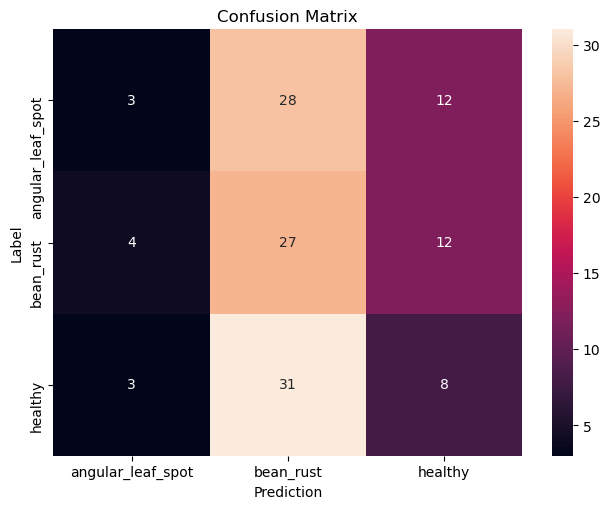 Confusion Matrix
Label
angular_leaf_spot
3 28 12
bean_rust
4 27 12
healthy
3 31 8
angular_leaf_spot bean_rust healthy
Prediction
30
25
20
15
10
5